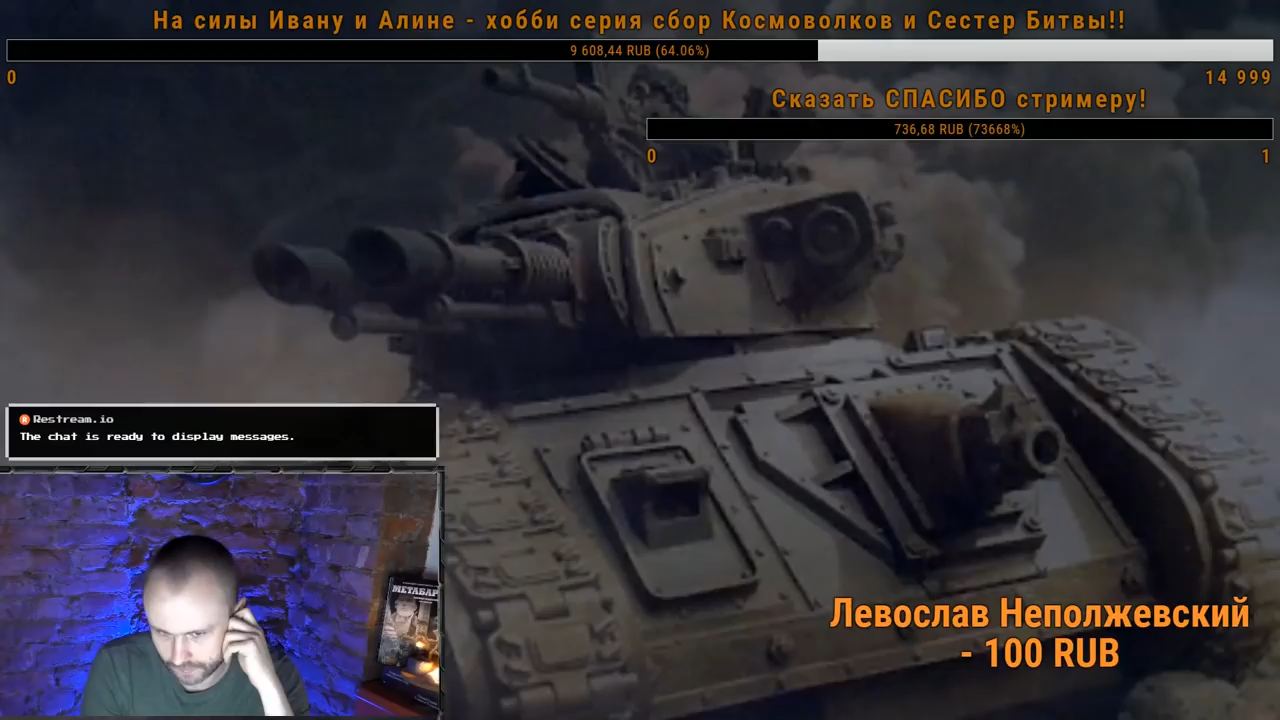 На силы Ивану и Алине - хобби серия сбор Космоволков и Сестер Битвы!!
9 608,44 RUB (64.06%)
0
14 999
Сказать СПАСИБО стримеру!
736,68 RUB (73668%)
0
1
Restream.io
The chat is ready to display messages.
МЕТАБАР
Левослав Неполжевский
- 100 RUB